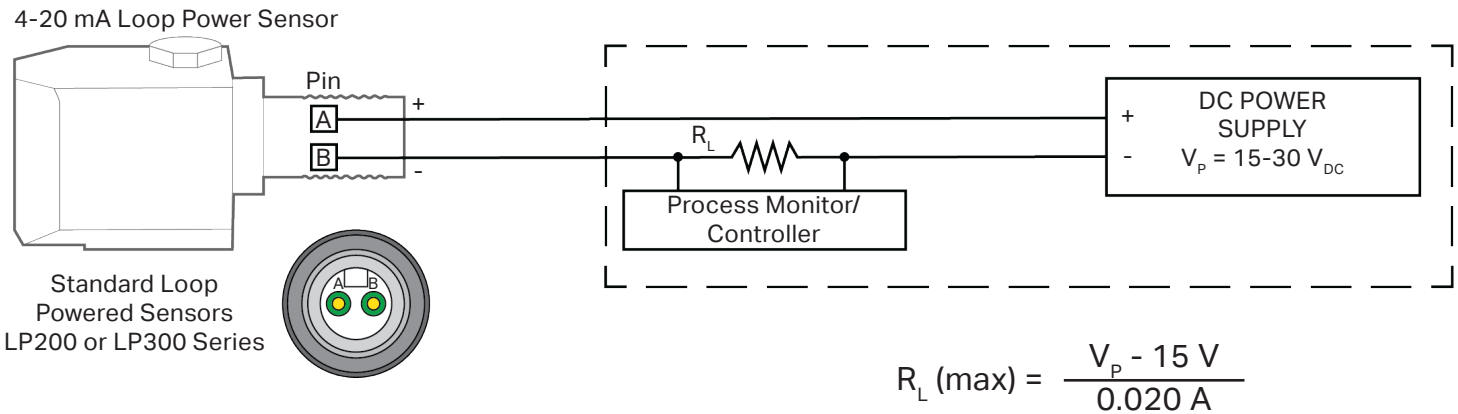 4-20 mA Loop Power Sensor
Pin
A
+
B
-
R_L
Process Monitor/
Controller
+
-
DC POWER
SUPPLY
V_P = 15-30 V_DC
A B
Standard Loop
Powered Sensors
LP200 or LP300 Series
R_L (max) = V_P - 15 V
0.020 A